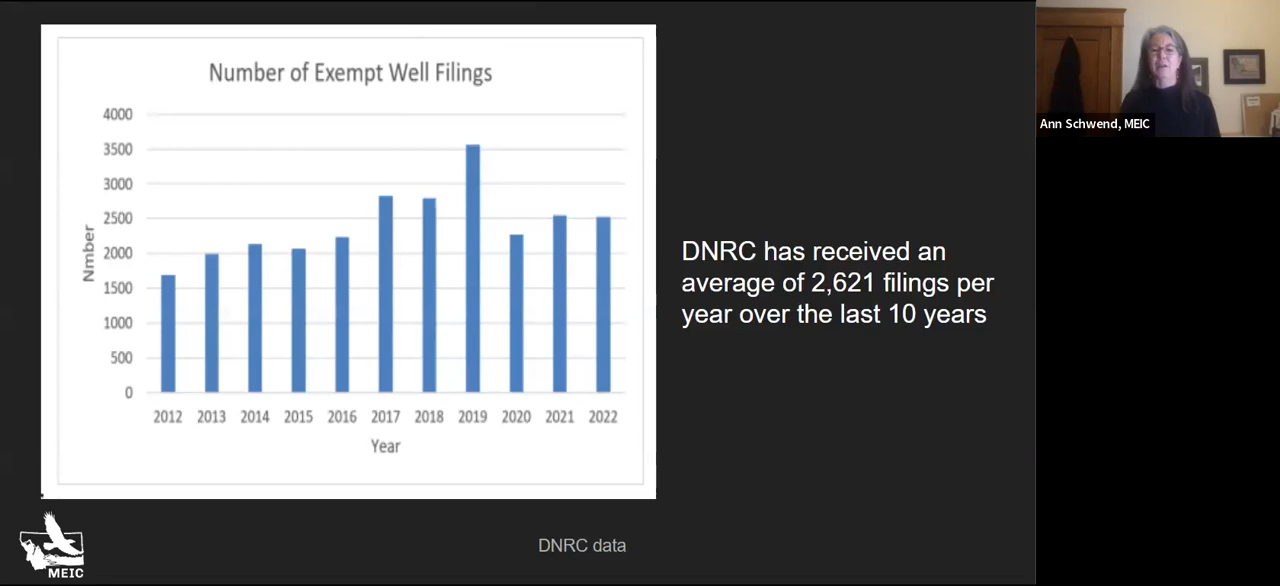 Number of Exempt Well Filings
4000
3500
3000
2500
2000
1500
1000
500
0
Nmber
2012 2013 2014 2015 2016 2017 2018 2019 2020 2021 2022
Year
DNRC has received an
average of 2,621 filings per
year over the last 10 years
DNRC data
MEIC
Ann Schwend, MEIC